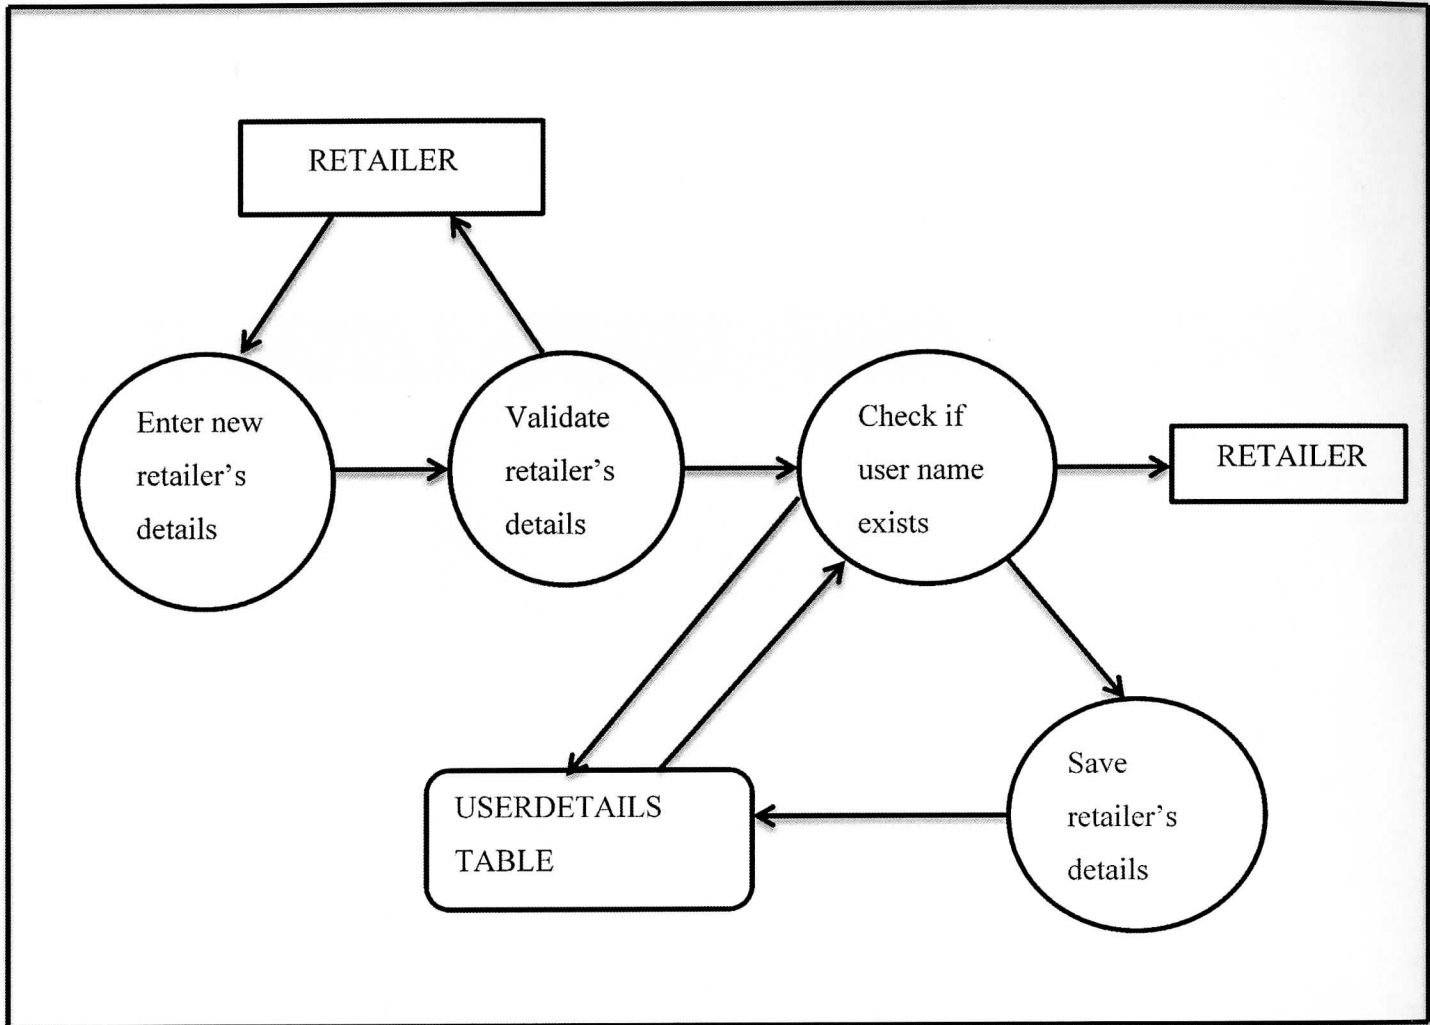 RETAILER
Enter new
retailer's
details
Validate
retailer's
details
Check if
user name
exists
RETAILER
USERDETAILS
TABLE
Save
retailer's
details